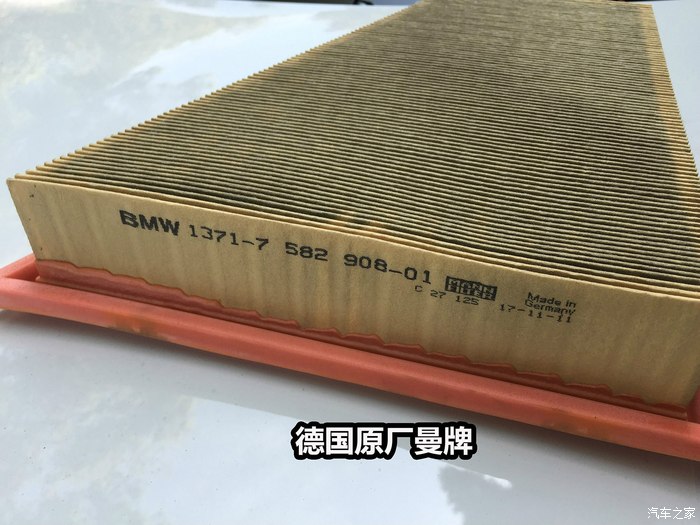 BMW 1371-7 582 908-01
MANN
FILTER
Made in
Germany
C 27 125 17-11-11
德国原厂曼牌
汽车之家